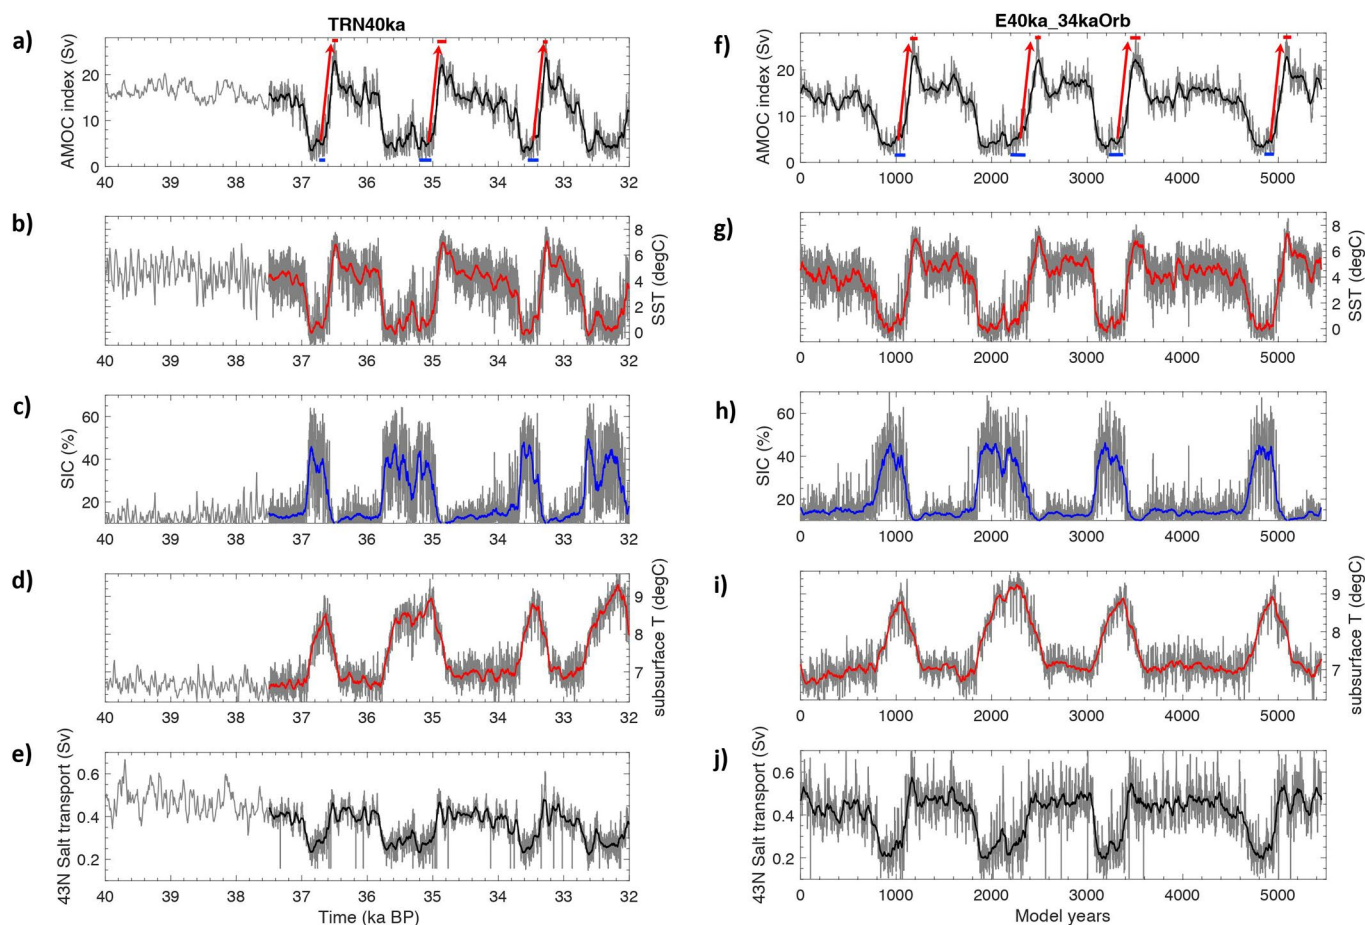 TRN40ka
a)
AMOC index (Sv)
20
10
0
40 39 38 37 36 35 34 33 32
b)
SST (degC)
8
6
4
2
0
40 39 38 37 36 35 34 33 32
c)
SIC (%)
60
40
20
40 39 38 37 36 35 34 33 32
d)
subsurface T (degC)
9
8
7
40 39 38 37 36 35 34 33 32
e)
43N Salt transport (Sv)
0.6
0.4
0.2
40 39 38 37 36 35 34 33 32
Time (ka BP)
E40ka_34kaOrb
f)
AMOC index (Sv)
20
10
0
0 1000 2000 3000 4000 5000
g)
SST (degC)
8
6
4
2
0
0 1000 2000 3000 4000 5000
h)
SIC (%)
60
40
20
0 1000 2000 3000 4000 5000
i)
subsurface T (degC)
9
8
7
0 1000 2000 3000 4000 5000
j)
43N Salt transport (Sv)
0.6
0.4
0.2
0 1000 2000 3000 4000 5000
Model years